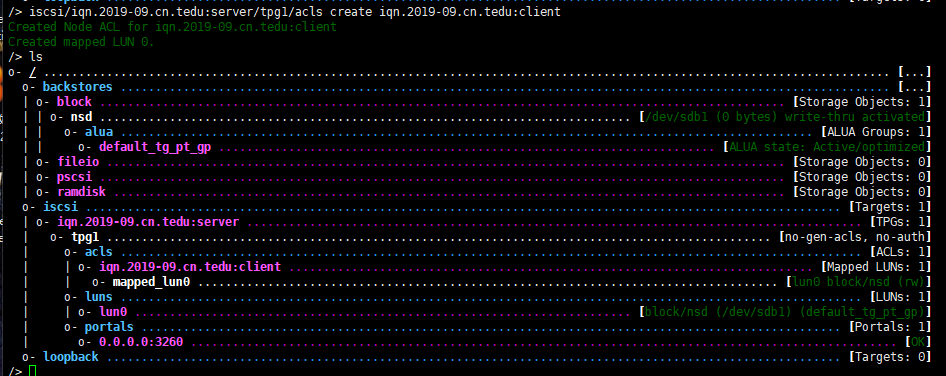 /> iscsi/iqn.2019-09.cn.tedu:server/tpg1/acls create iqn.2019-09.cn.tedu:client
Created Node ACL for iqn.2019-09.cn.tedu:client
Created mapped LUN 0.
/> ls
o- / ......................................................................................................................... [...]
  o- backstores .............................................................................................................. [...]
  | o- block .................................................................................................. [Storage Objects: 1]
  | | o- nsd ............................................................................ [/dev/sdb1 (0 bytes) write-thru activated]
  | |   o- alua ................................................................................................... [ALUA Groups: 1]
  | |     o- default_tg_pt_gp ....................................................................... [ALUA state: Active/optimized]
  | o- fileio ................................................................................................. [Storage Objects: 0]
  | o- pscsi .................................................................................................. [Storage Objects: 0]
  | o- ramdisk ................................................................................................ [Storage Objects: 0]
  o- iscsi ............................................................................................................ [Targets: 1]
  | o- iqn.2019-09.cn.tedu:server ........................................................................................ [TPGs: 1]
  |   o- tpg1 ............................................................................................... [no-gen-acls, no-auth]
  |     o- acls .......................................................................................................... [ACLs: 1]
  |     | o- iqn.2019-09.cn.tedu:client ........................................................................... [Mapped LUNs: 1]
  |     |   o- mapped_lun0 ................................................................................... [lun0 block/nsd (rw)]
  |     o- luns .......................................................................................................... [LUNs: 1]
  |     | o- lun0 ....................................................................... [block/nsd (/dev/sdb1) (default_tg_pt_gp)]
  |     o- portals .................................................................................................... [Portals: 1]
  |       o- 0.0.0.0:3260 ..................................................................................................... [OK]
  o- loopback ......................................................................................................... [Targets: 0]
/>